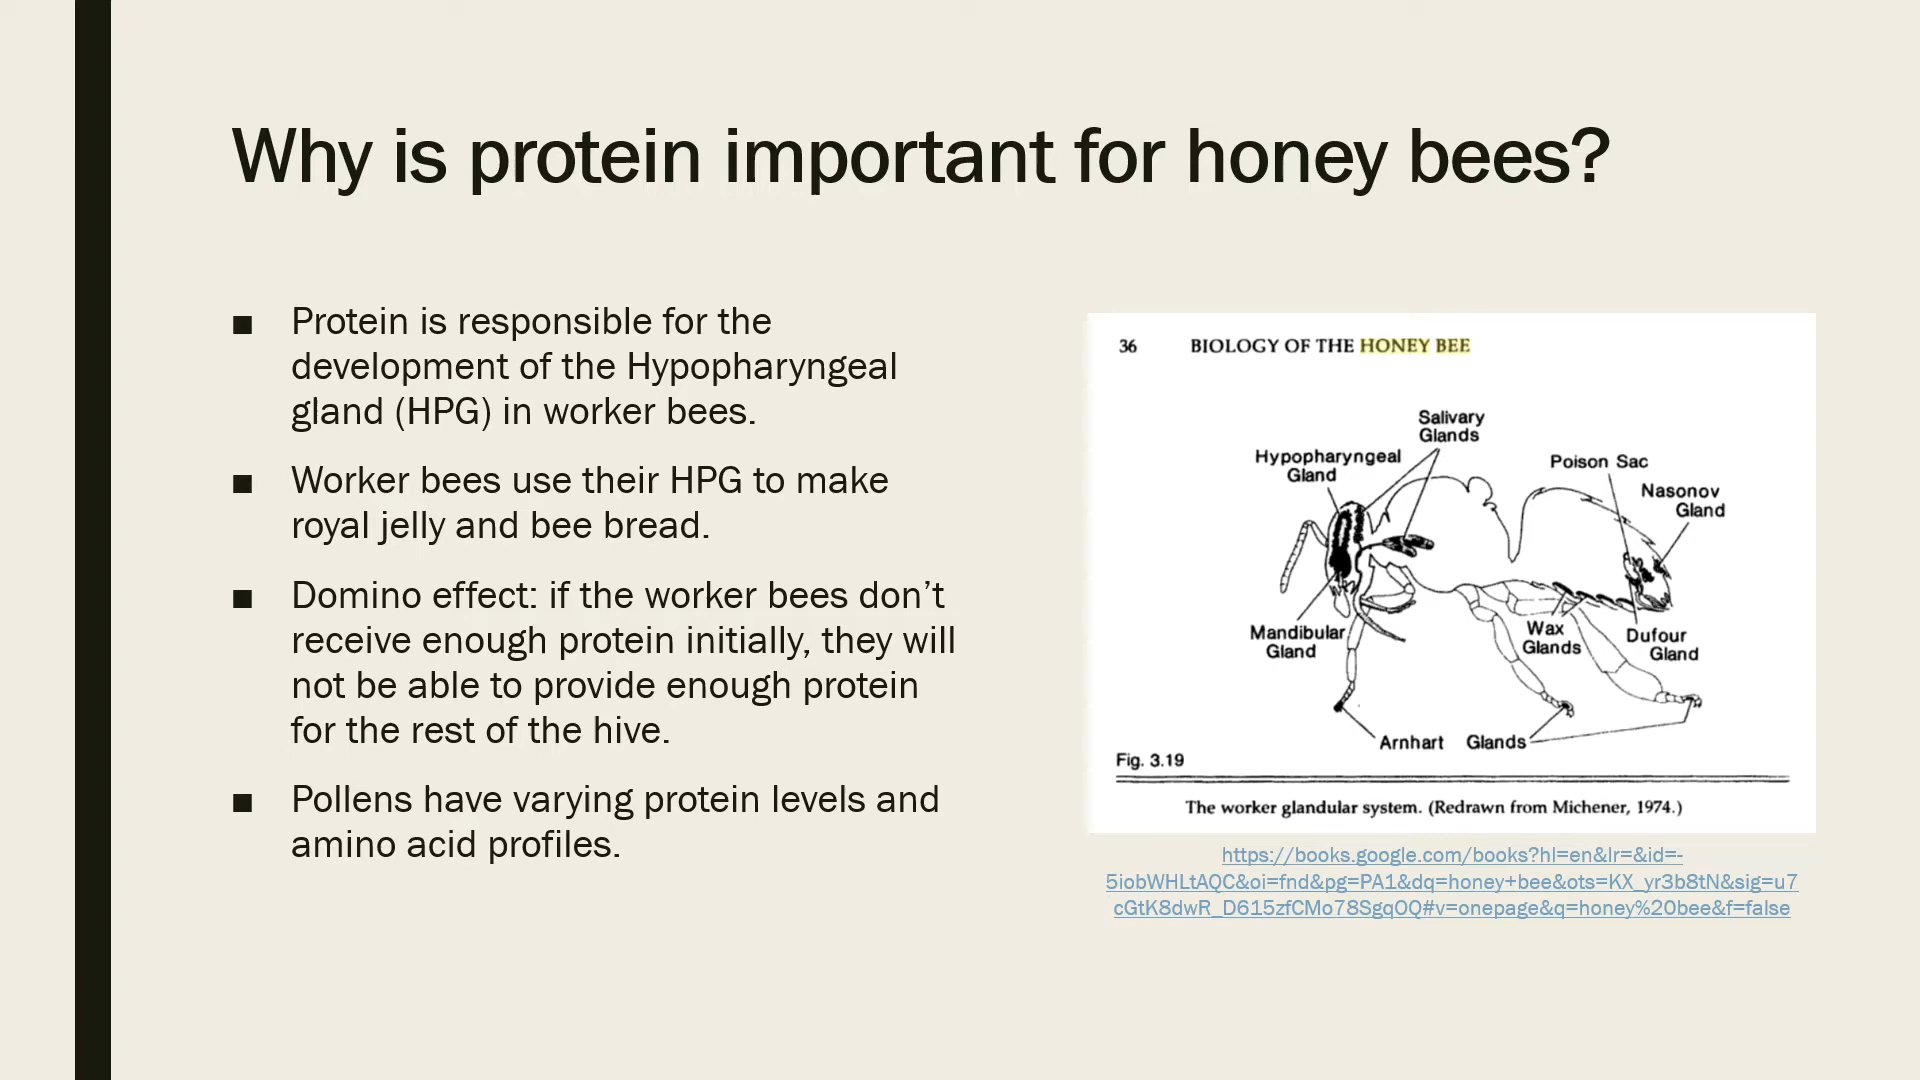 Why is protein important for honey bees?
■ Protein is responsible for the
development of the Hypopharyngeal
gland (HPG) in worker bees.
■ Worker bees use their HPG to make
royal jelly and bee bread.
■ Domino effect: if the worker bees don’t
receive enough protein initially, they will
not be able to provide enough protein
for the rest of the hive.
■ Pollens have varying protein levels and
amino acid profiles.
36 BIOLOGY OF THE HONEY BEE
Salivary
Glands
Hypopharyngeal
Gland
Poison Sac
Nasonov
Gland
Mandibular
Gland
Wax
Glands
Dufour
Gland
Arnhart Glands
Fig. 3.19
The worker glandular system. (Redrawn from Michener, 1974.)
https://books.google.com/books?hl=en&lr=&id=-
5iobWHLtAQC&oi=fnd&pg=PA1&dq=honey+bee&ots=KX_yr3b8tN&sig=u7
cGtK8dwR_D615zfCMo78SgqOQ#v=onepage&q=honey%20bee&f=false